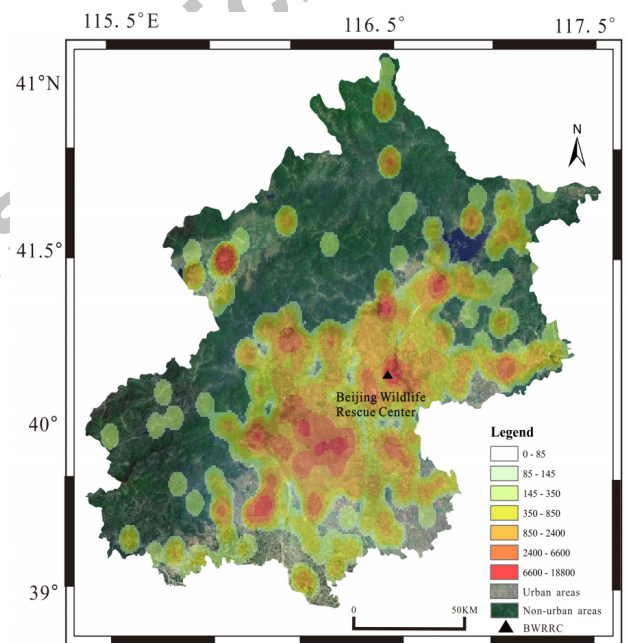 115.5°E
116.5°
117.5°
41°N
N
41.5°
Beijing Wildlife
Rescue Center
40°
39°
Legend
0 - 85
85 - 145
145 - 350
350 - 850
850 - 2400
2400 - 6600
6600 - 18800
Urban areas
Non-urban areas
BWRRC
0
50KM